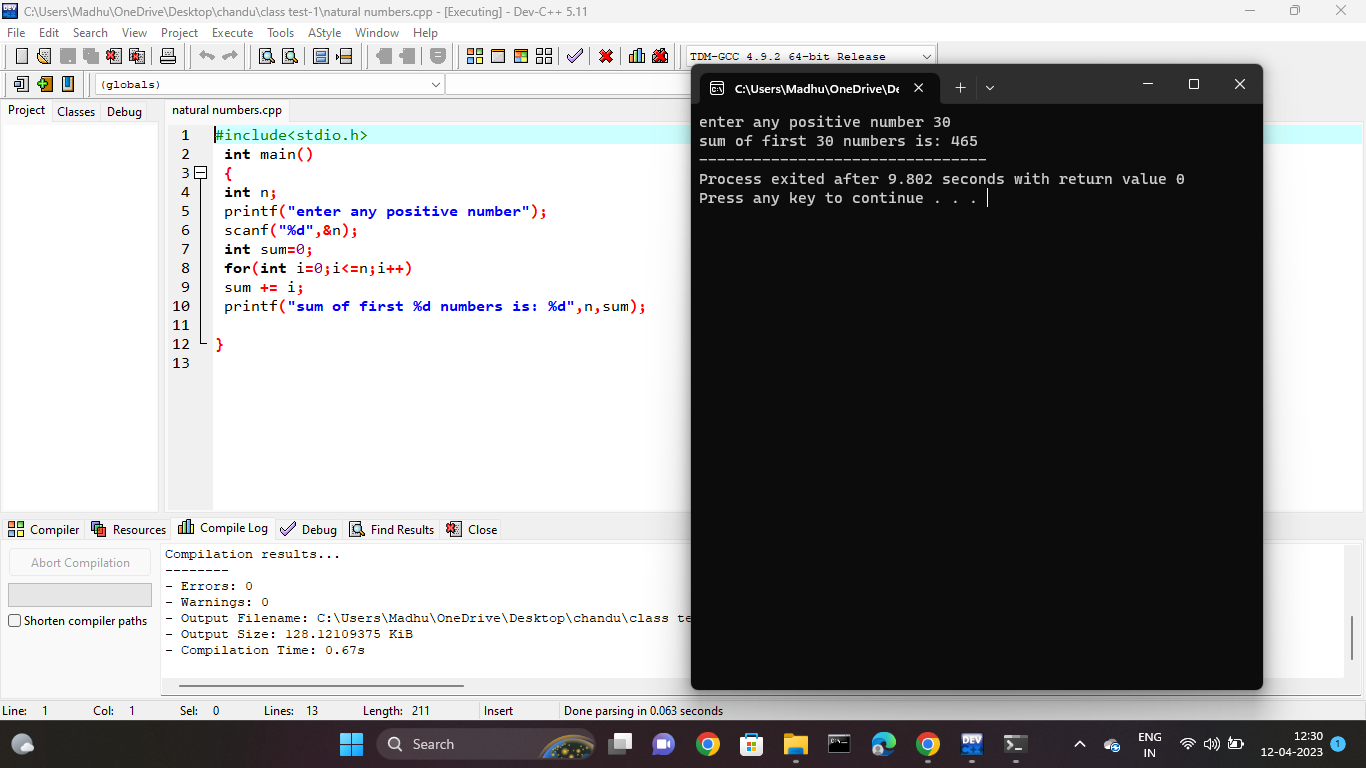 C:\Users\Madhu\OneDrive\Desktop\chandu\class test-1\natural numbers.cpp - [Executing] - Dev-C++ 5.11
File Edit Search View Project Execute Tools AStyle Window Help
TDM-GCC 4.9.2 64-bit Release
(globals)
Project Classes Debug
natural numbers.cpp
1 #include<stdio.h>
2 int main()
3 {
4 int n;
5 printf("enter any positive number");
6 scanf("%d",&n);
7 int sum=0;
8 for(int i=0;i<=n;i++)
9 sum += i;
10 printf("sum of first %d numbers is: %d",n,sum);
11
12 }
13
C:\Users\Madhu\OneDrive\De
enter any positive number 30
sum of first 30 numbers is: 465
--------------------------------
Process exited after 9.802 seconds with return value 0
Press any key to continue . . .
Compiler Resources Compile Log Debug Find Results Close
Abort Compilation
Shorten compiler paths
Compilation results...
--------
- Errors: 0
- Warnings: 0
- Output Filename: C:\Users\Madhu\OneDrive\Desktop\chandu\class te
- Output Size: 128.12109375 KiB
- Compilation Time: 0.67s
Line: 1 Col: 1 Sel: 0 Lines: 13 Length: 211 Insert Done parsing in 0.063 seconds
Search
DEV
ENG
IN
12:30
12-04-2023
1